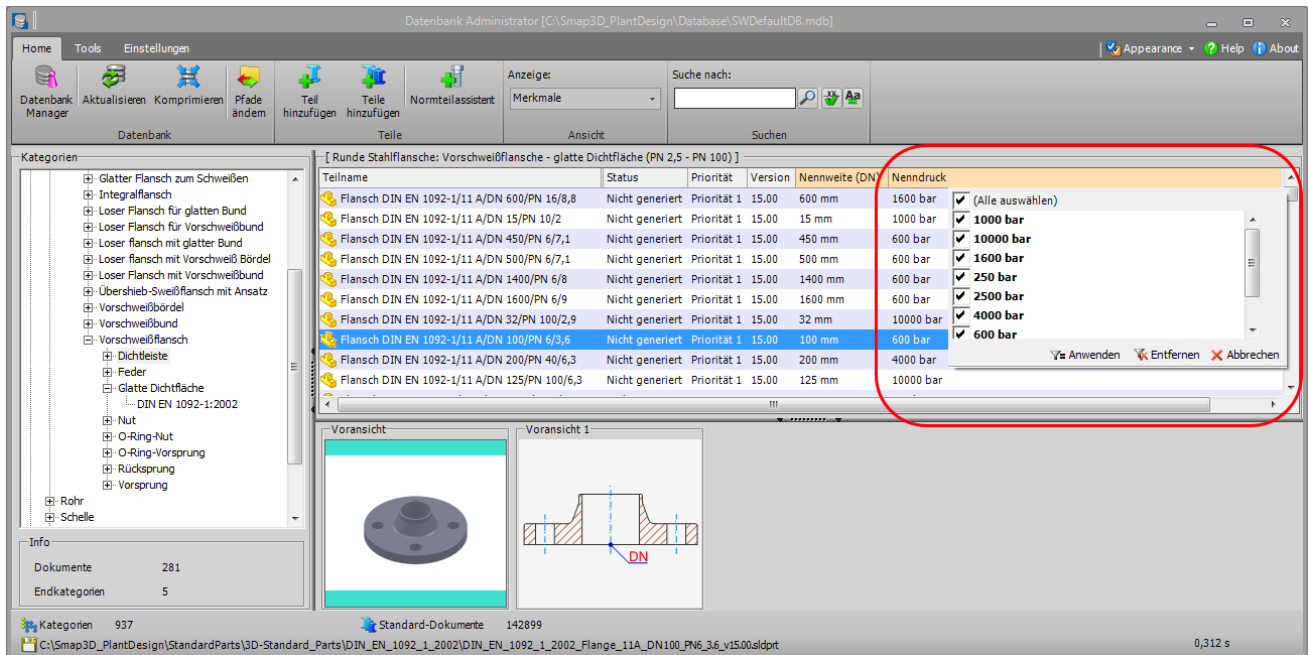 Datenbank Administrator [C:\Smap3D_PlantDesign\Database\SWDefaultDB.mdb]
Home Tools Einstellungen Appearance Help About
Datenbank Manager Aktualisieren Komprimieren Pfade ändern Teil hinzufügen Teile hinzufügen Normteilassistent Anzeige: Merkmale Suche nach:
Datenbank Teile Ansicht Suchen
Kategorien
Glatter Flansch zum Schweißen
Integralflansch
Loser Flansch für glatten Bund
Loser Flansch für Vorschweißbund
Loser flansch mit glatter Bund
Loser flansch mit Vorschweiß Bördel
Loser Flansch mit Vorschweißbund
Übershieb-Sweißflansch mit Ansatz
Vorschweißbördel
Vorschweißbund
Vorschweißflansch
Dichtleiste
Feder
Glatte Dichtfläche
DIN EN 1092-1:2002
Nut
O-Ring-Nut
O-Ring-Vorsprung
Rücksprung
Vorsprung
Rohr
Schelle
Info
Dokumente 281
Endkategorien 5
[ Runde Stahlflansche: Vorschweißflansche - glatte Dichtfläche (PN 2,5 - PN 100) ]
Teilname Status Priorität Version Nennweite (DN) Nenndruck
Flansch DIN EN 1092-1/11 A/DN 600/PN 16/8,8 Nicht generiert Priorität 1 15.00 600 mm 1600 bar
Flansch DIN EN 1092-1/11 A/DN 15/PN 10/2 Nicht generiert Priorität 1 15.00 15 mm 1000 bar
Flansch DIN EN 1092-1/11 A/DN 450/PN 6/7,1 Nicht generiert Priorität 1 15.00 450 mm 600 bar
Flansch DIN EN 1092-1/11 A/DN 500/PN 6/7,1 Nicht generiert Priorität 1 15.00 500 mm 600 bar
Flansch DIN EN 1092-1/11 A/DN 1400/PN 6/8 Nicht generiert Priorität 1 15.00 1400 mm 600 bar
Flansch DIN EN 1092-1/11 A/DN 1600/PN 6/9 Nicht generiert Priorität 1 15.00 1600 mm 600 bar
Flansch DIN EN 1092-1/11 A/DN 32/PN 100/2,9 Nicht generiert Priorität 1 15.00 32 mm 10000 bar
Flansch DIN EN 1092-1/11 A/DN 100/PN 6/3,6 Nicht generiert Priorität 1 15.00 100 mm 600 bar
Flansch DIN EN 1092-1/11 A/DN 200/PN 40/6,3 Nicht generiert Priorität 1 15.00 200 mm 4000 bar
Flansch DIN EN 1092-1/11 A/DN 125/PN 100/6,3 Nicht generiert Priorität 1 15.00 125 mm 10000 bar
(Alle auswählen)
1000 bar
10000 bar
1600 bar
250 bar
2500 bar
4000 bar
600 bar
Anwenden Entfernen Abbrechen
Voransicht Voransicht 1
DN
Kategorien 937 Standard-Dokumente 142899
C:\Smap3D_PlantDesign\StandardParts\3D-Standard_Parts\DIN_EN_1092_1_2002\DIN_EN_1092_1_2002_Flange_11A_DN100_PN6_3.6_v15.00.sldprt 0,312 s